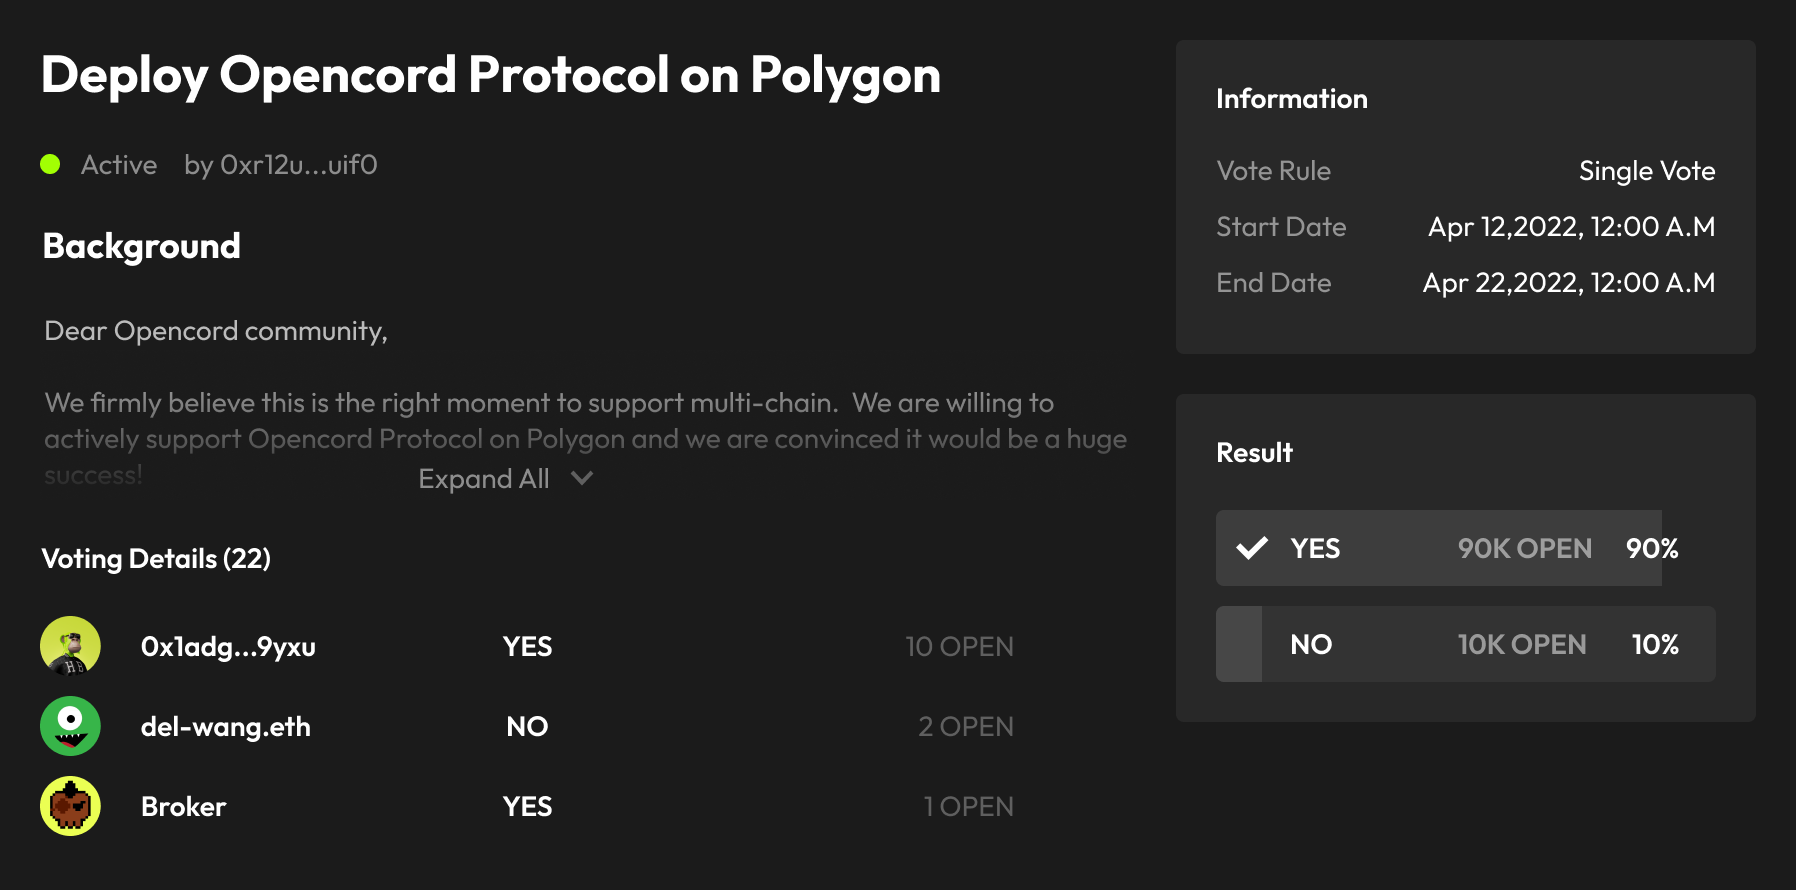 Deploy Opencord Protocol on Polygon
Active by 0xr12u...uif0
Background
Dear Opencord community,
We firmly believe this is the right moment to support multi-chain. We are willing to
actively support Opencord Protocol on Polygon and we are convinced it would be a huge
success!
Expand All
Voting Details (22)
0x1adg...9yxu YES 10 OPEN
del-wang.eth NO 2 OPEN
Broker YES 1 OPEN
Information
Vote Rule Single Vote
Start Date Apr 12,2022, 12:00 A.M
End Date Apr 22,2022, 12:00 A.M
Result
YES 90K OPEN 90%
NO 10K OPEN 10%